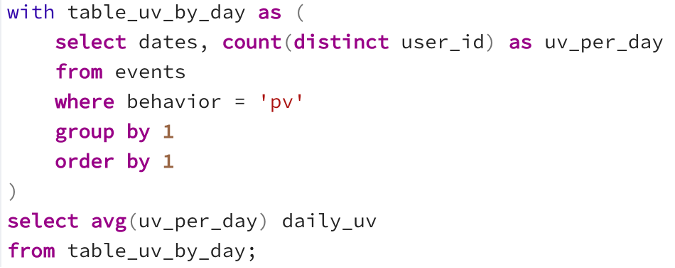 with table_uv_by_day as (
    select dates, count(distinct user_id) as uv_per_day
    from events
    where behavior = 'pv'
    group by 1
    order by 1
)
select avg(uv_per_day) daily_uv
from table_uv_by_day;